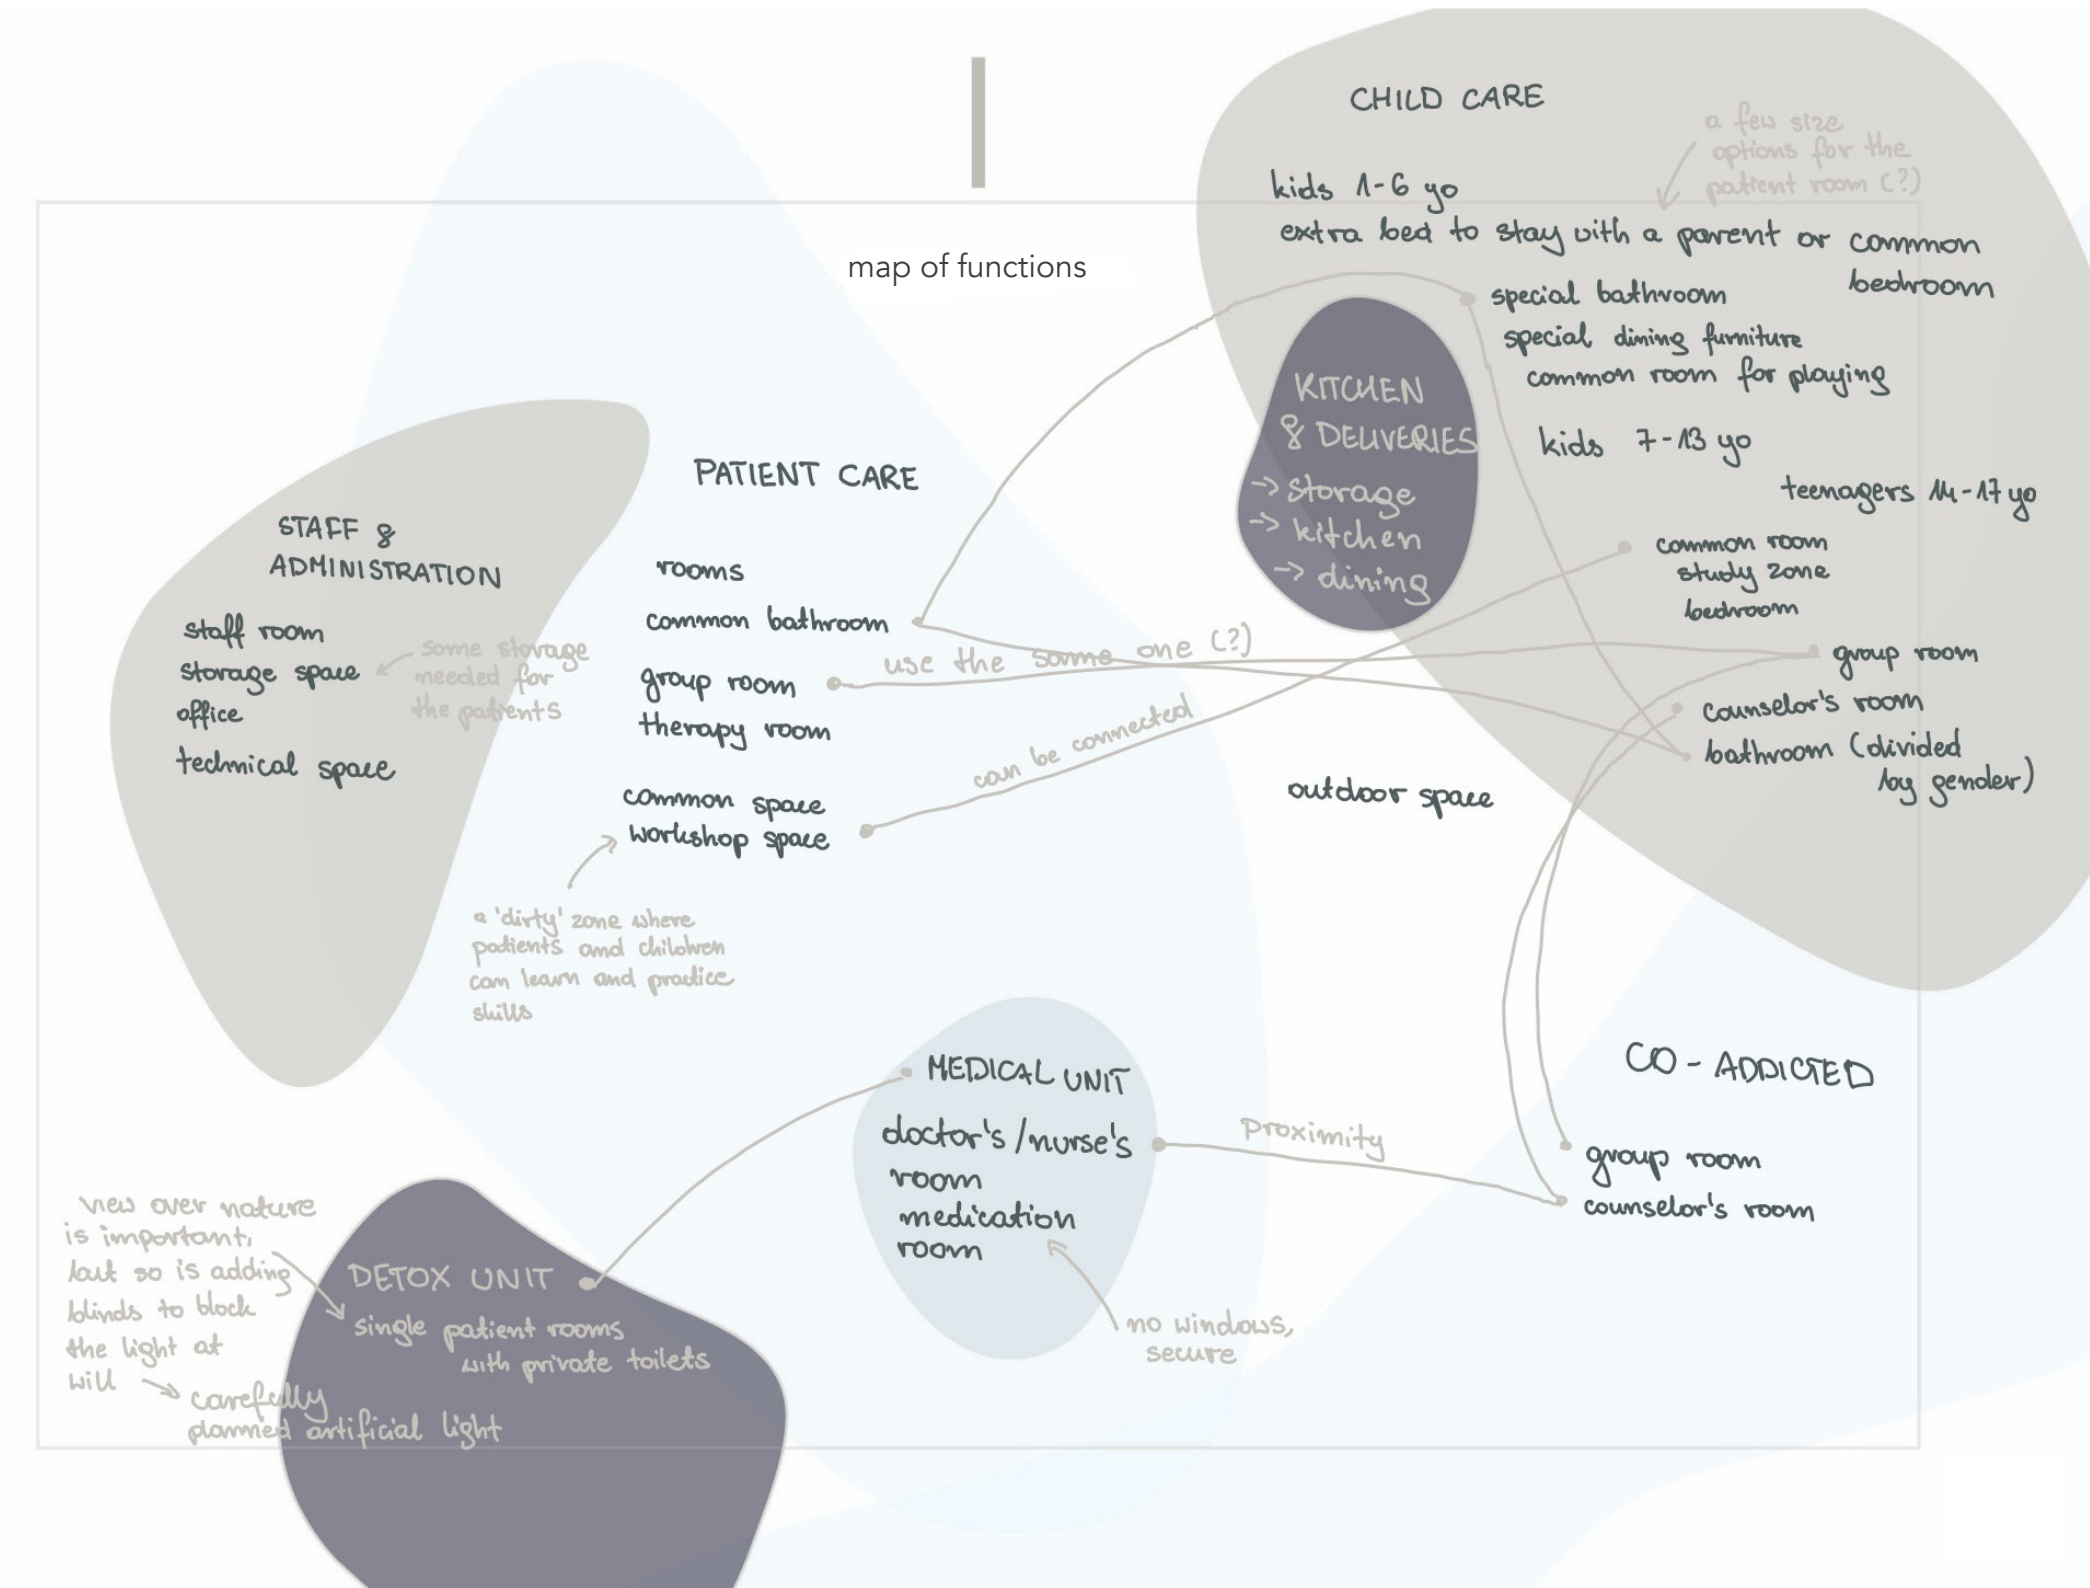 CHILD CARE
a few size
options for the
patient room (?)
kids 1-6 yo
extra bed to stay with a parent or common
bedroom
special bathroom
special dining furniture
common room for playing
kids 7-13 yo
teenagers 14-17 yo
common room
study zone
bedroom
group room
counselor's room
bathroom (divided
by gender)
map of functions
KITCHEN
& DELIVERIES
-> storage
-> kitchen
-> dining
PATIENT CARE
rooms
common bathroom
group room
therapy room
common space
workshop space
use the same one (?)
can be connected
a 'dirty' zone where
patients and children
can learn and practice
skills
STAFF &
ADMINISTRATION
staff room
storage space
office
technical space
some storage
needed for
the patients
outdoor space
MEDICAL UNIT
doctor's/nurse's
room
medication
room
no windows,
secure
proximity
CO-ADDICTED
group room
counselor's room
view over nature
is important,
but so is adding
blinds to block
the light at
will
carefully
planned artificial light
DETOX UNIT
single patient rooms
with private toilets